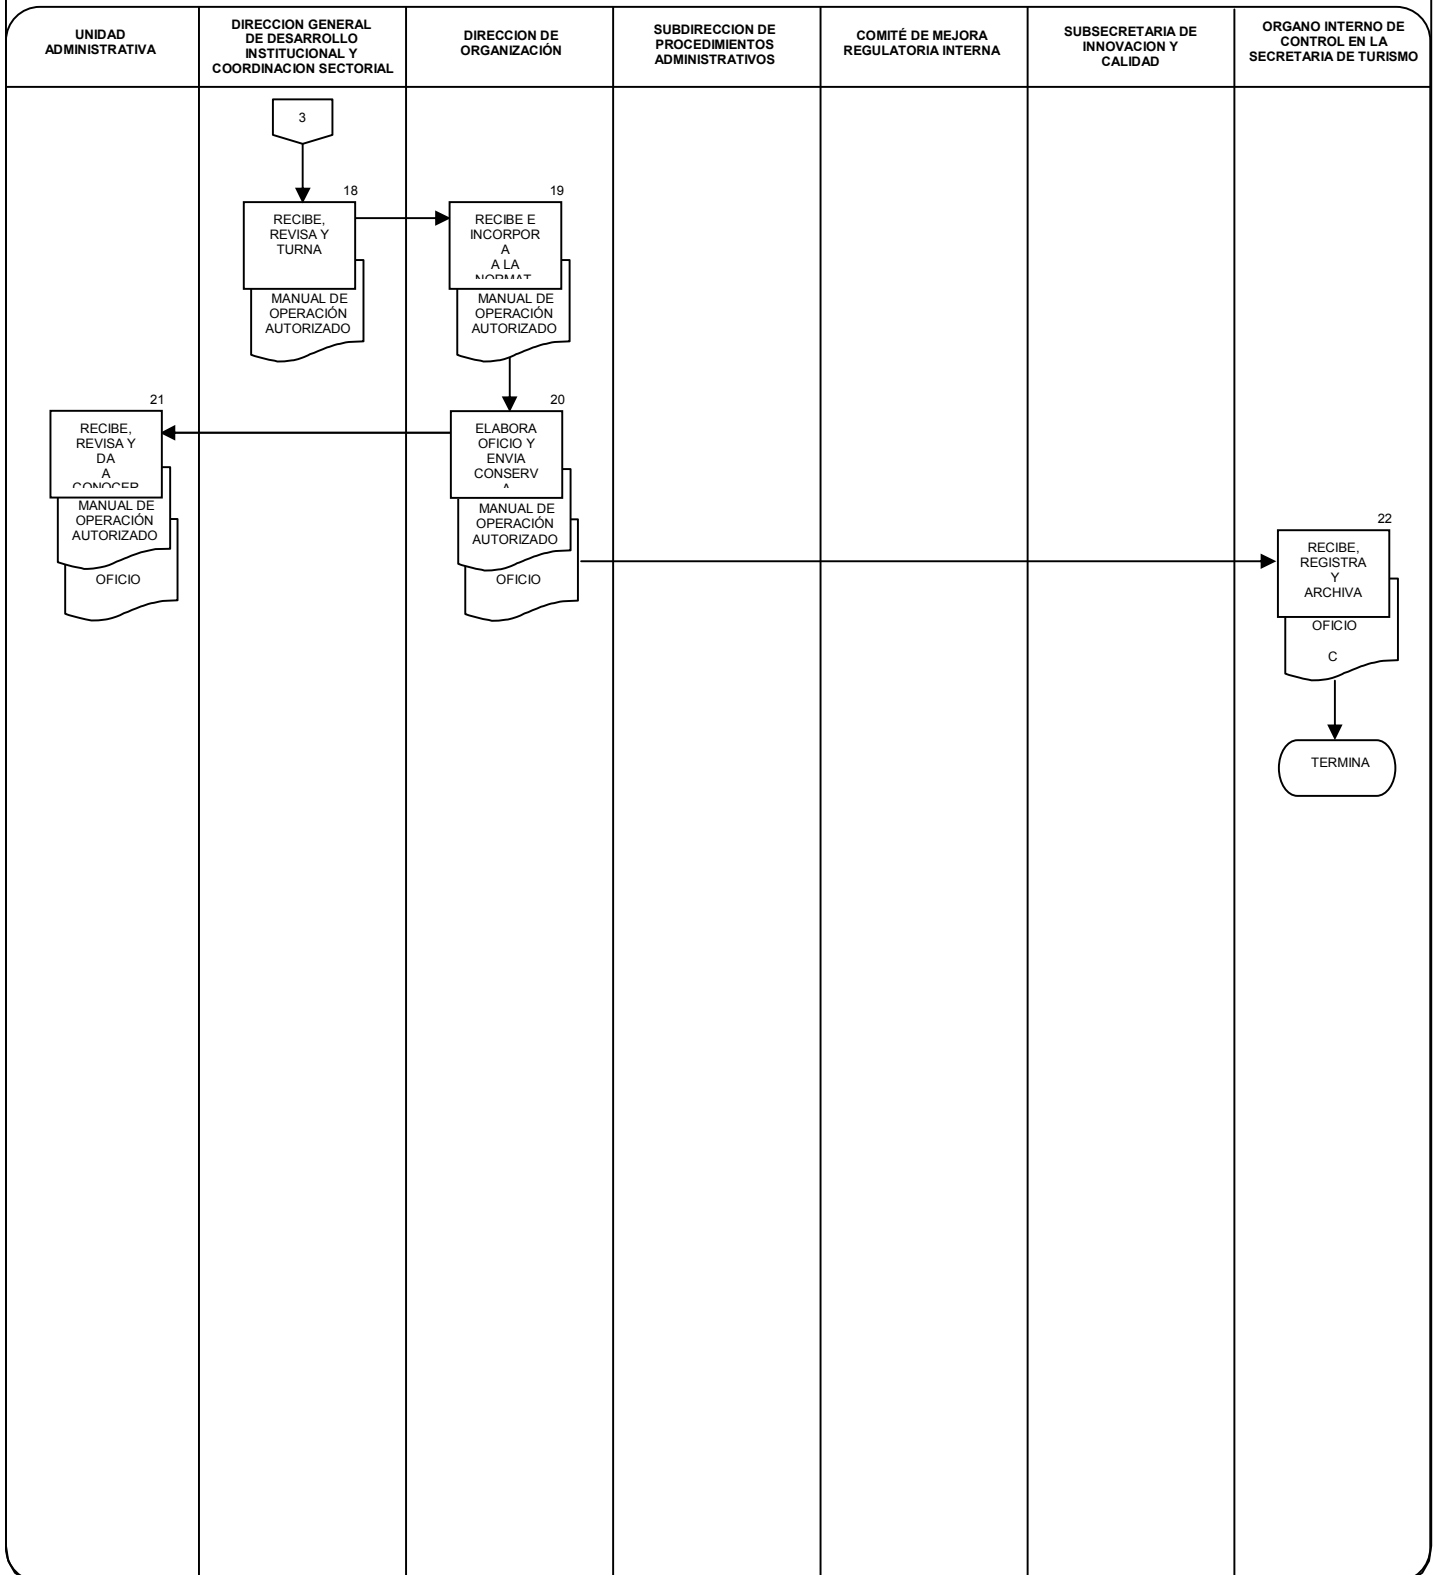 UNIDAD
ADMINISTRATIVA
DIRECCION GENERAL
DE DESARROLLO
INSTITUCIONAL Y
COORDINACION SECTORIAL
DIRECCION DE
ORGANIZACIÓN
SUBDIRECCION DE
PROCEDIMIENTOS
ADMINISTRATIVOS
COMITÉ DE MEJORA
REGULATORIA INTERNA
SUBSECRETARIA DE
INNOVACION Y
CALIDAD
ORGANO INTERNO DE
CONTROL EN LA
SECRETARIA DE TURISMO
3
18
RECIBE,
REVISA Y
TURNA
MANUAL DE
OPERACIÓN
AUTORIZADO
19
RECIBE E
INCORPOR
A
A LA
NORMAT
MANUAL DE
OPERACIÓN
AUTORIZADO
21
RECIBE,
REVISA Y
DA
A
CONOCER
MANUAL DE
OPERACIÓN
AUTORIZADO
OFICIO
20
ELABORA
OFICIO Y
ENVIA
CONSERV
A
MANUAL DE
OPERACIÓN
AUTORIZADO
OFICIO
22
RECIBE,
REGISTRA
Y
ARCHIVA
OFICIO
C
TERMINA